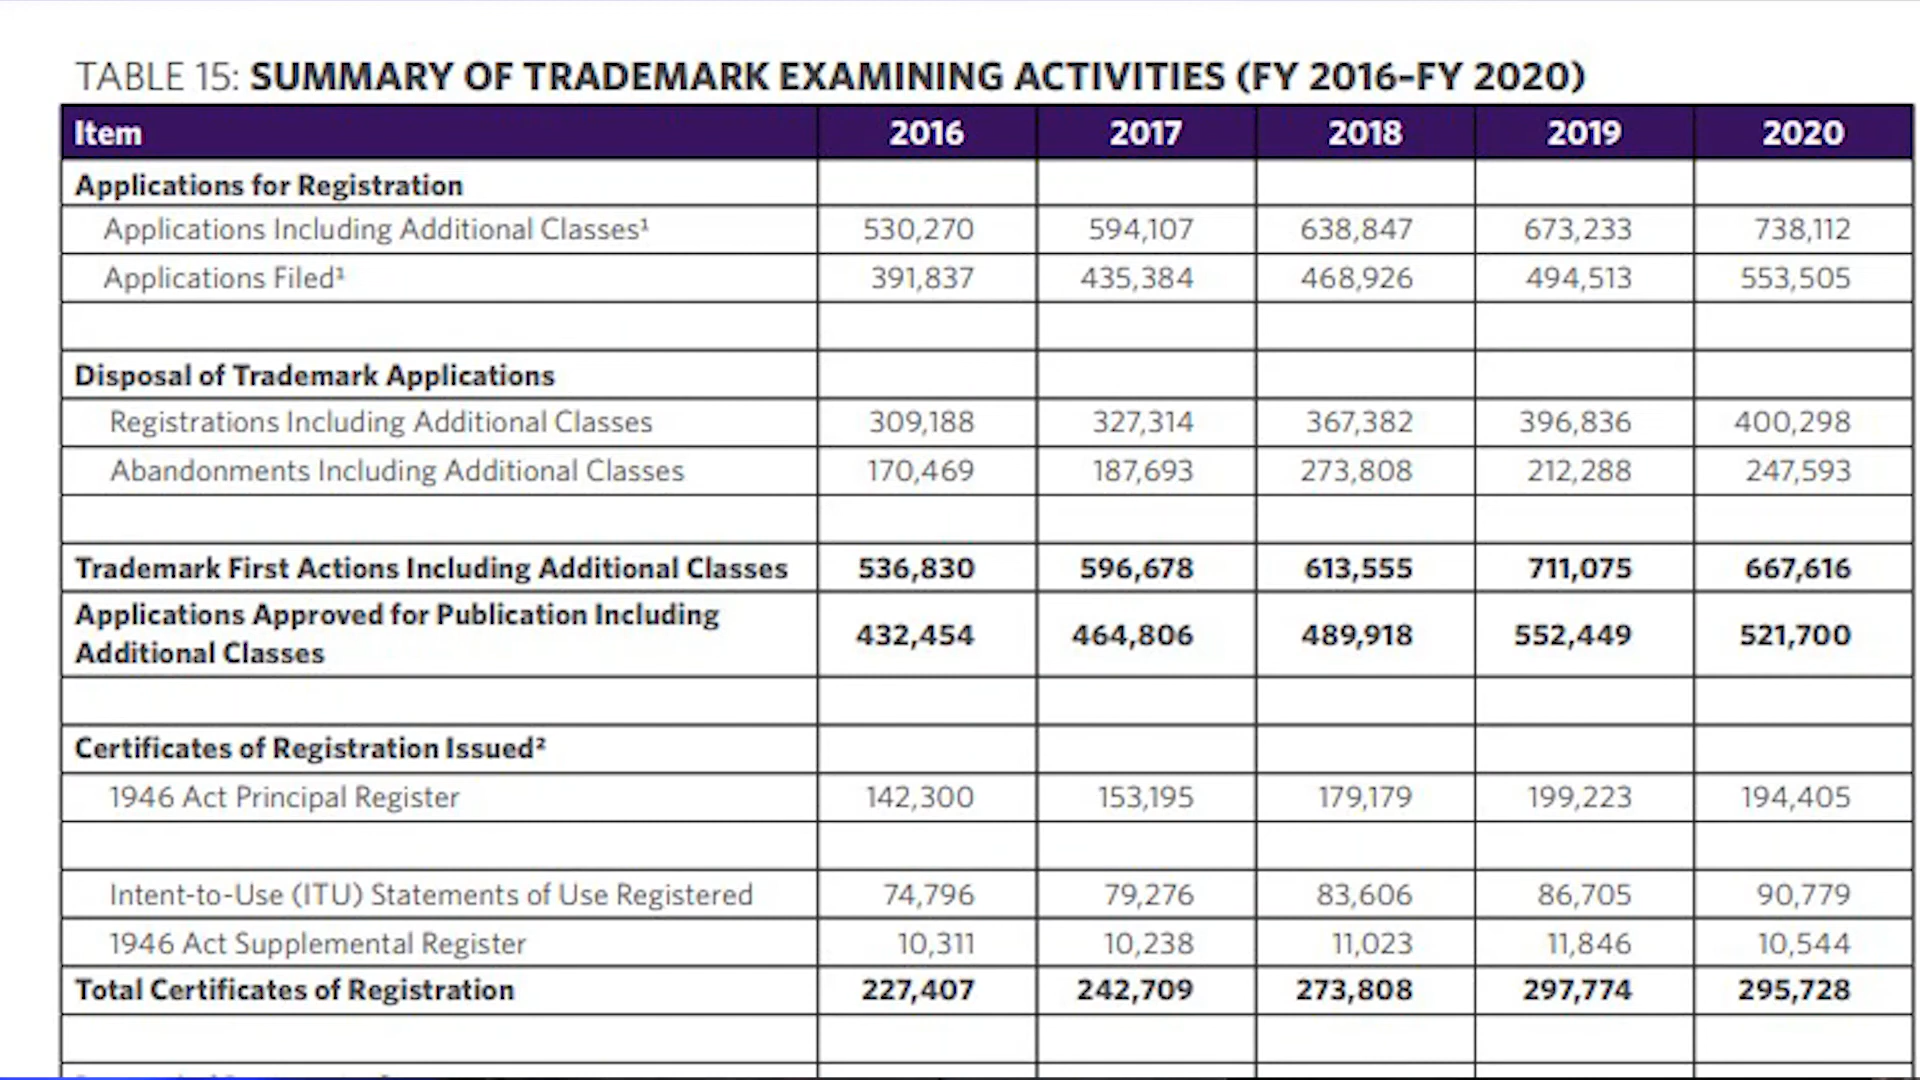 TABLE 15: SUMMARY OF TRADEMARK EXAMINING ACTIVITIES (FY 2016–FY 2020)
Item 2016 2017 2018 2019 2020
Applications for Registration
Applications Including Additional Classes¹ 530,270 594,107 638,847 673,233 738,112
Applications Filed¹ 391,837 435,384 468,926 494,513 553,505
Disposal of Trademark Applications
Registrations Including Additional Classes 309,188 327,314 367,382 396,836 400,298
Abandonments Including Additional Classes 170,469 187,693 273,808 212,288 247,593
Trademark First Actions Including Additional Classes 536,830 596,678 613,555 711,075 667,616
Applications Approved for Publication Including
Additional Classes 432,454 464,806 489,918 552,449 521,700
Certificates of Registration Issued²
1946 Act Principal Register 142,300 153,195 179,179 199,223 194,405
Intent-to-Use (ITU) Statements of Use Registered 74,796 79,276 83,606 86,705 90,779
1946 Act Supplemental Register 10,311 10,238 11,023 11,846 10,544
Total Certificates of Registration 227,407 242,709 273,808 297,774 295,728